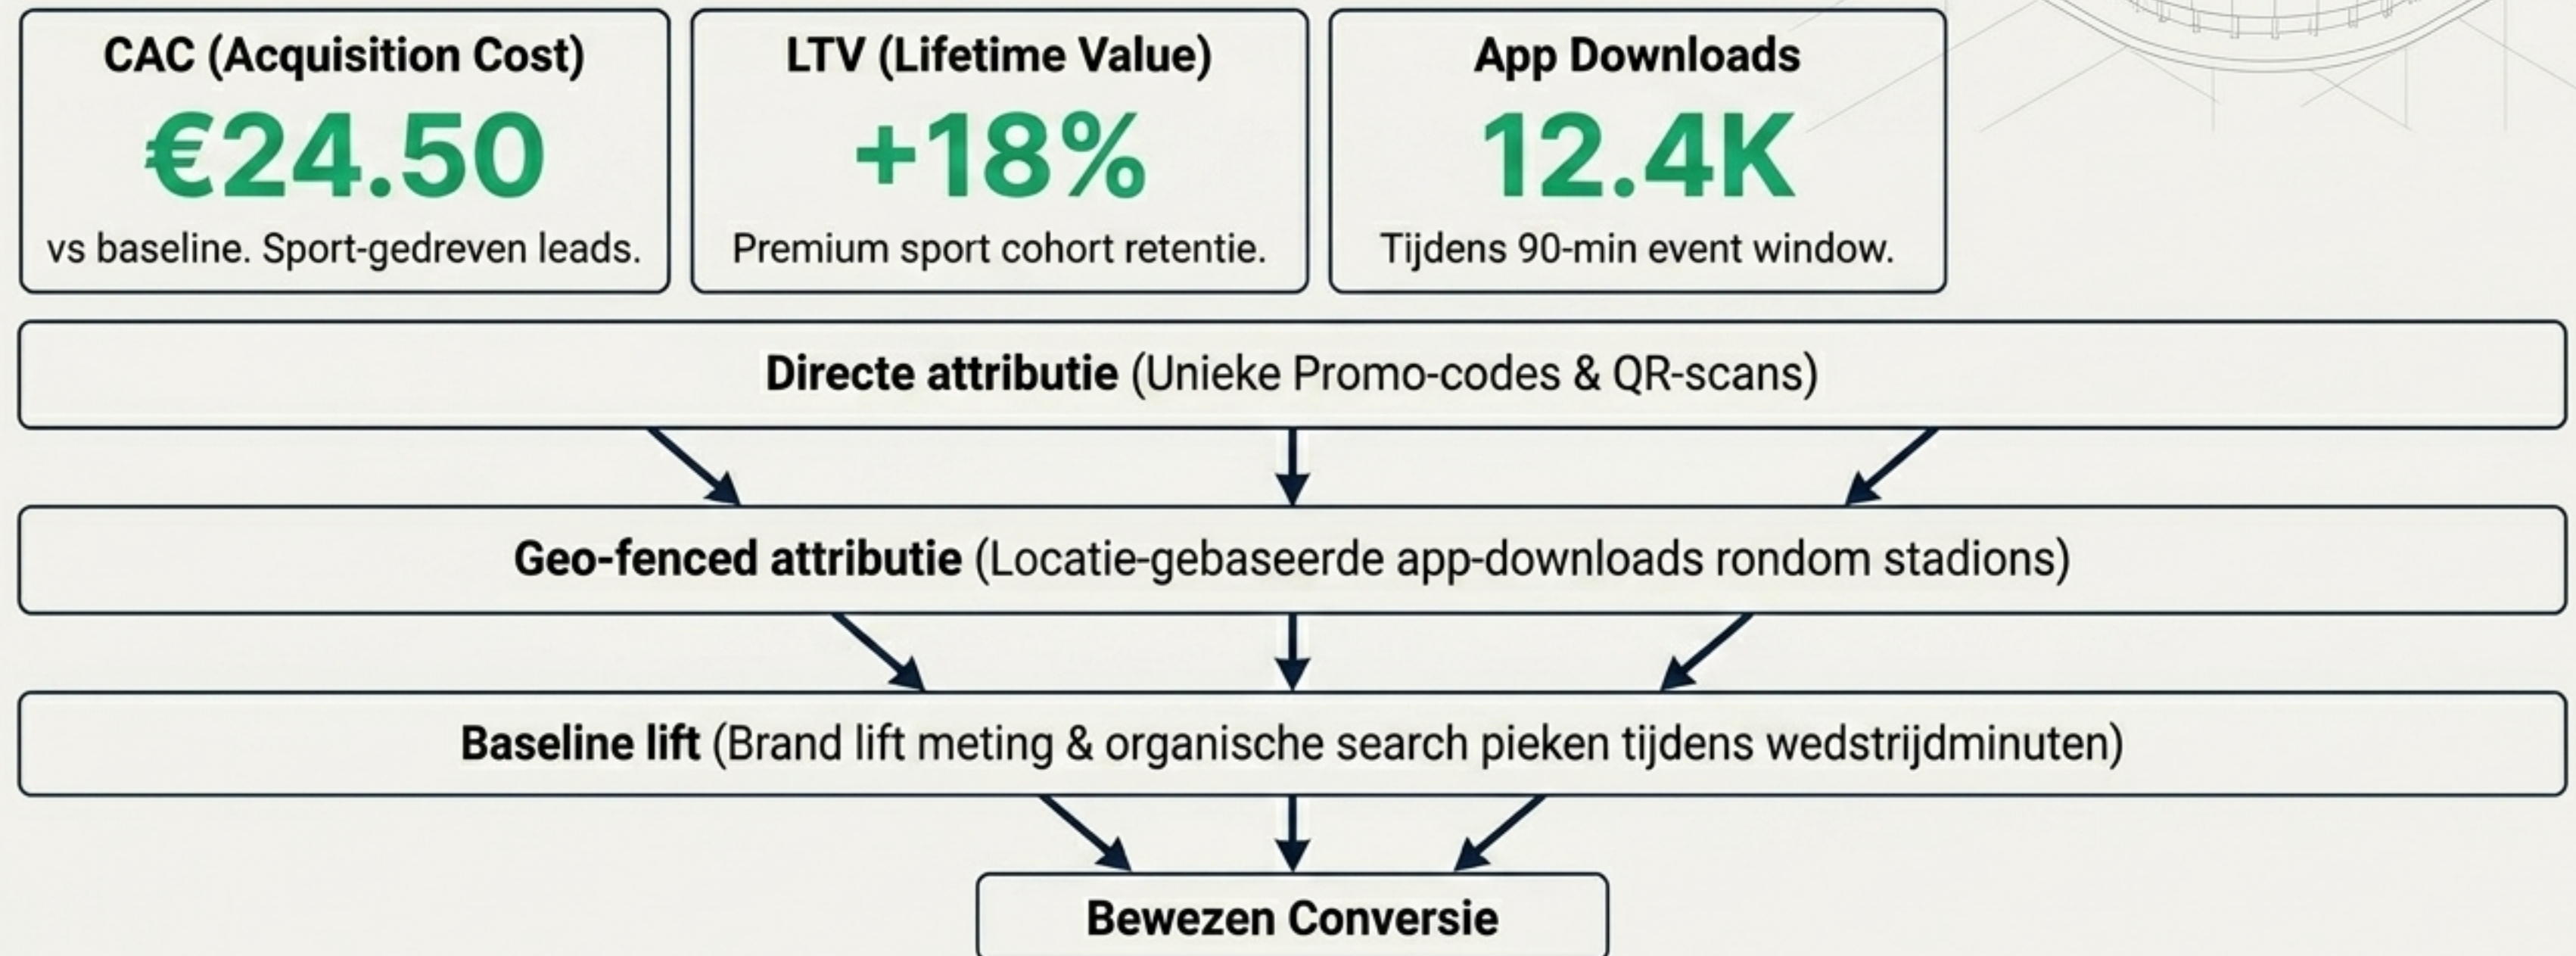 CAC (Acquisition Cost)
€24.50
vs baseline. Sport-gedreven leads.
LTV (Lifetime Value)
+18%
Premium sport cohort retentie.
App Downloads
12.4K
Tijdens 90-min event window.
Directe attributie (Unieke Promo-codes & QR-scans)
Geo-fenced attributie (Locatie-gebaseerde app-downloads rondom stadions)
Baseline lift (Brand lift meting & organische search pieken tijdens wedstrijdminuten)
Bewezen Conversie